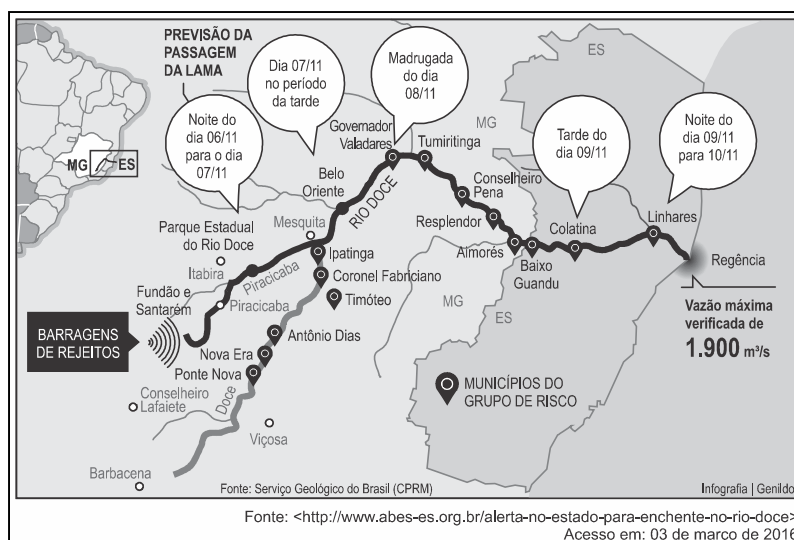 PREVISÃO DA
PASSAGEM
DA LAMA
Noite do
dia 06/11
para o dia
07/11
Dia 07/11
no período
da tarde
Madrugada
do dia
08/11
Tarde do
dia 09/11
Noite do
dia 09/11
para 10/11
ES
MG
ES
MG
Governador
Valadares
Tumiritinga
Conselheiro
Pena
Belo
Oriente
RIO DOCE
Resplendor
Colatina
Linhares
Parque Estadual
do Rio Doce
Mesquita
Aimorés
Baixo
Guandu
Regência
Ipatinga
Itabira
Piracicaba
Coronel Fabriciano
Fundão e
Santarém
Piracicaba
Timóteo
MG
ES
BARRAGENS
DE REJEITOS
Antônio Dias
Nova Era
Ponte Nova
Vazão máxima
verificada de
1.900 m³/s
Conselheiro
Lafaiete
Doce
MUNICÍPIOS DO
GRUPO DE RISCO
Viçosa
Barbacena
Fonte: Serviço Geológico do Brasil (CPRM)
Infografia | Genildo
Fonte: <http://www.abes-es.org.br/alerta-no-estado-para-enchente-no-rio-doce>
Acesso em: 03 de março de 2016